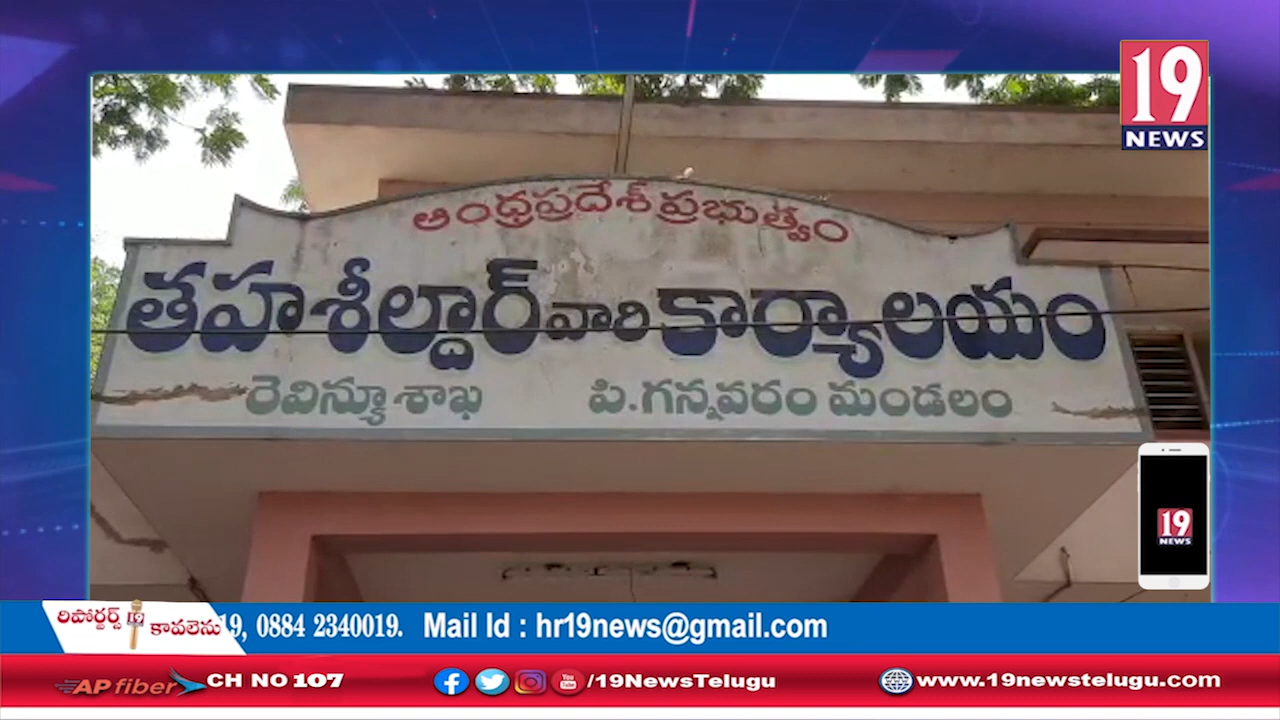 19
NEWS
ఆంధ్రప్రదేశ్ ప్రభుత్వం
తహశీల్దార్ వారి కార్యాలయం
రెవిన్యూ శాఖ పి.గన్నవరం మండలం
19
NEWS
రిపోర్టర్స్ 19 కావలెను
19, 0884 2340019. Mail Id : hr19news@gmail.com
AP fiber CH NO 107 /19NewsTelugu www.19newstelugu.com